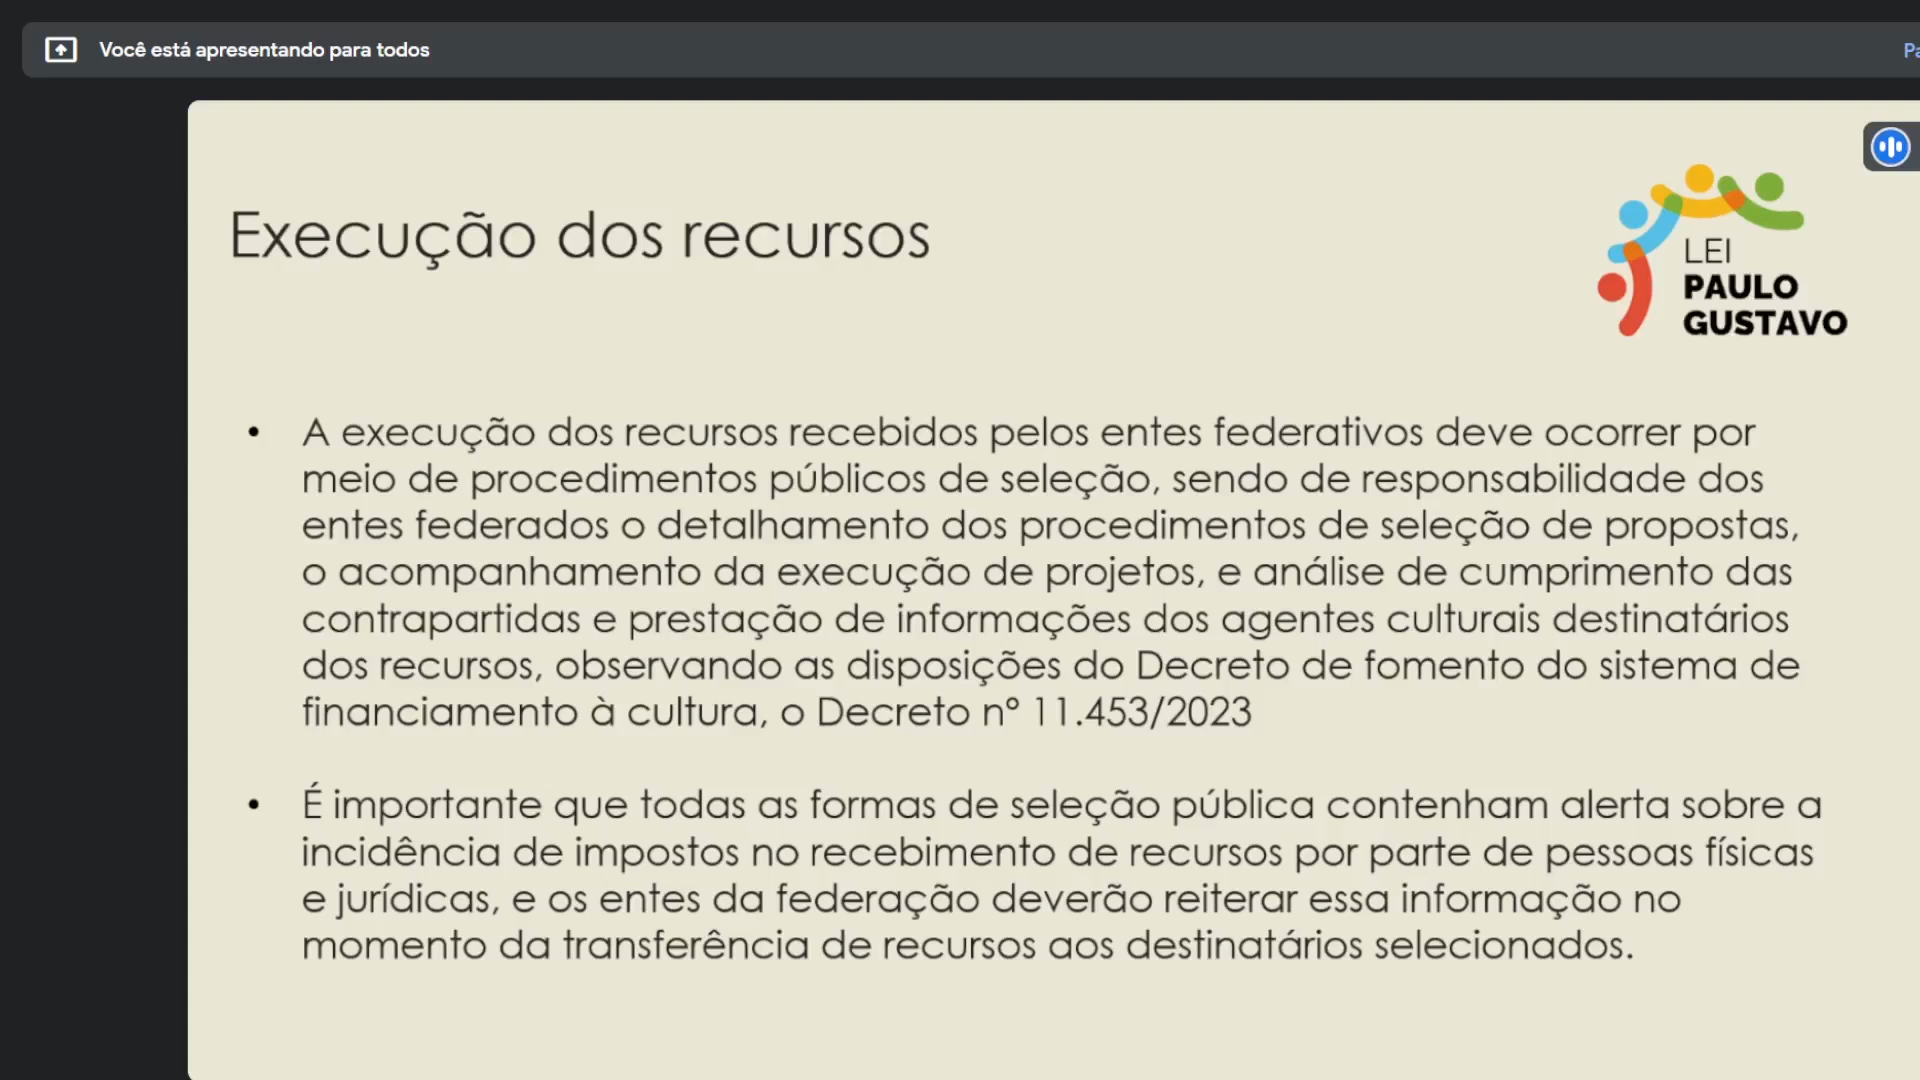 Você está apresentando para todos
Pa
Execução dos recursos
LEI
PAULO
GUSTAVO
• A execução dos recursos recebidos pelos entes federativos deve ocorrer por
meio de procedimentos públicos de seleção, sendo de responsabilidade dos
entes federados o detalhamento dos procedimentos de seleção de propostas,
o acompanhamento da execução de projetos, e análise de cumprimento das
contrapartidas e prestação de informações dos agentes culturais destinatários
dos recursos, observando as disposições do Decreto de fomento do sistema de
financiamento à cultura, o Decreto nº 11.453/2023
• É importante que todas as formas de seleção pública contenham alerta sobre a
incidência de impostos no recebimento de recursos por parte de pessoas físicas
e jurídicas, e os entes da federação deverão reiterar essa informação no
momento da transferência de recursos aos destinatários selecionados.